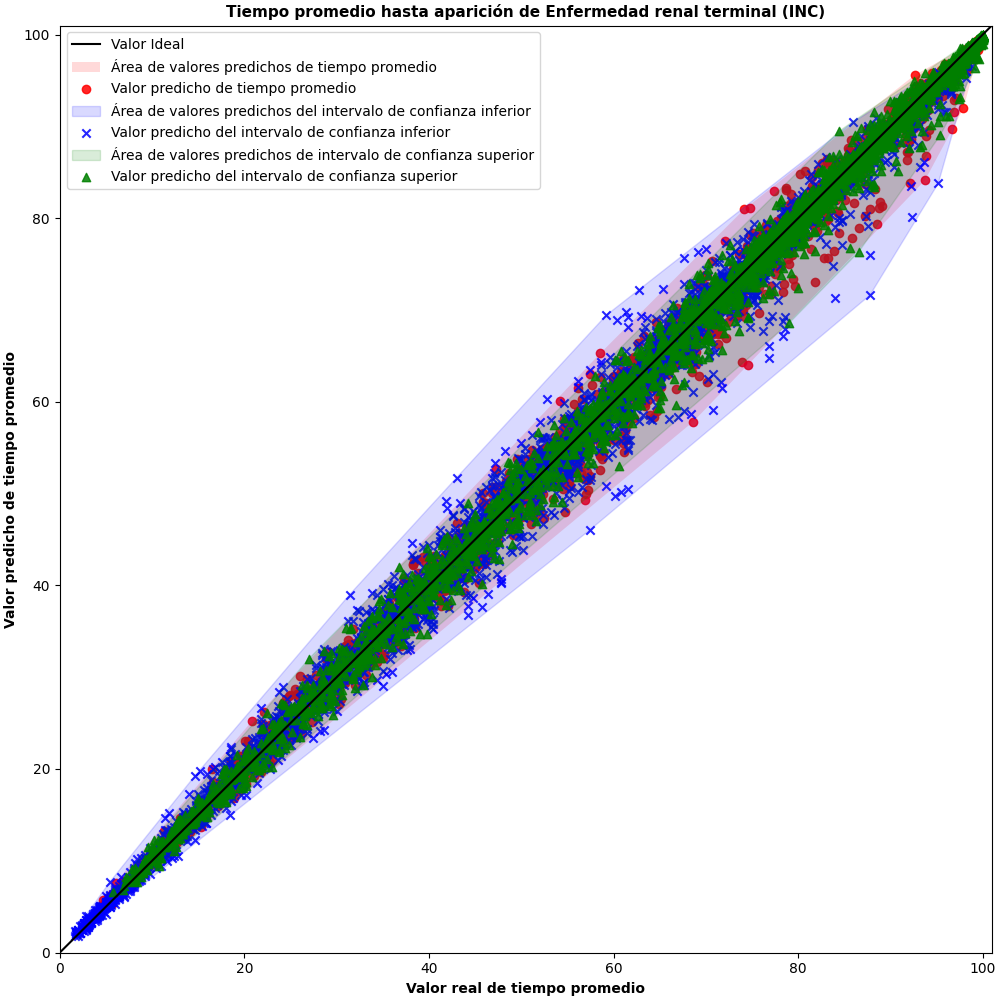 Tiempo promedio hasta aparición de Enfermedad renal terminal (INC)
Valor Ideal
Área de valores predichos de tiempo promedio
Valor predicho de tiempo promedio
Área de valores predichos del intervalo de confianza inferior
Valor predicho del intervalo de confianza inferior
Área de valores predichos de intervalo de confianza superior
Valor predicho del intervalo de confianza superior
Valor predicho de tiempo promedio
100
80
60
40
20
0
0 20 40 60 80 100
Valor real de tiempo promedio